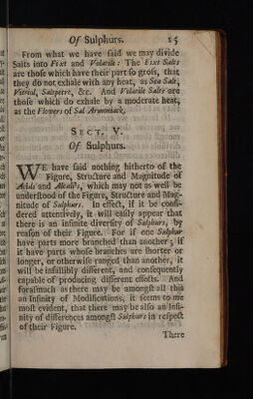 Of Sulphurs. 15
From what we have ſaid we may divide
Salts into Fixt and Volatile: The Fixt Salts
are thoſe which have their part ſo groſs, that
they do not exhale with any heat, as Sea Salt,
Vitriol, Saltpetre, &c. And Volatile Salts are
thoſe which do exhale by a moderate heat,
as the Flowers of Sal Armoniack.
SECT. V.
Of Sulphurs.
WE have ſaid nothing hitherto of the
Figure, Structure and Magnitude of
Acids and Alcali's, which may not as well be
underſtood of the Figure, Structure and Mag-
nitude of Sulphurs. In effect, if it be conſi-
dered attentively, it will eaſily appear that
there is an infinite diverſity of Sulphurs, by
reaſon of their Figure. For if one Sulphur
have parts more branched than another; if
it have parts whoſe branches are ſhorter or
longer, or otherwiſe ranged than another, it
will be infallibly different, and conſequently
capable of producing different effects. And
foraſmuch as there may be amongſt all this
an Infinity of Modifications, it ſeems to me
moſt evident, that there may be alſo an Infi-
nity of differences amongſt Sulphurs in reſpect
of their Figure.
There